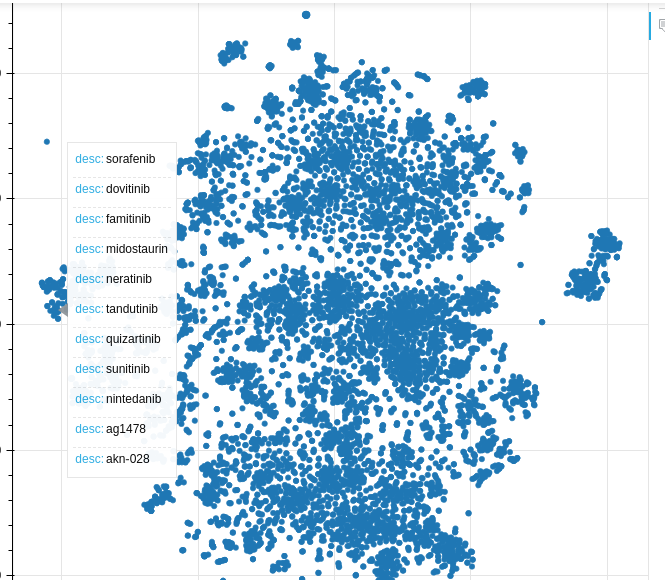 desc: sorafenib
desc: dovitinib
desc: famitinib
desc: midostaurin
desc: neratinib
desc: tandutinib
desc: quizartinib
desc: sunitinib
desc: nintedanib
desc: ag1478
desc: akn-028